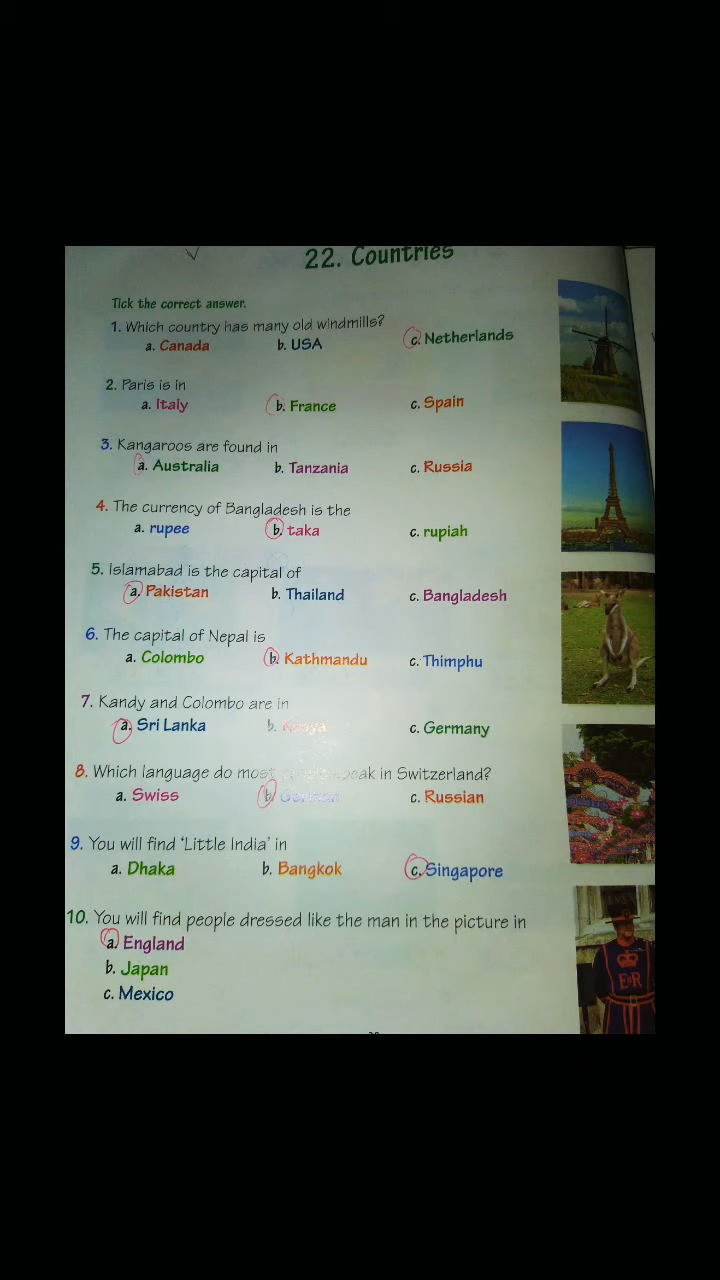 22. Countries
Tick the correct answer.
1. Which country has many old windmills?
a. Canada b. USA c. Netherlands
2. Paris is in
a. Italy b. France c. Spain
3. Kangaroos are found in
a. Australia b. Tanzania c. Russia
4. The currency of Bangladesh is the
a. rupee b. taka c. rupiah
5. Islamabad is the capital of
a. Pakistan b. Thailand c. Bangladesh
6. The capital of Nepal is
a. Colombo b. Kathmandu c. Thimphu
7. Kandy and Colombo are in
a. Sri Lanka b. Kenya c. Germany
8. Which language do most people speak in Switzerland?
a. Swiss b. German c. Russian
9. You will find 'Little India' in
a. Dhaka b. Bangkok c. Singapore
10. You will find people dressed like the man in the picture in
a. England
b. Japan
c. Mexico
E R